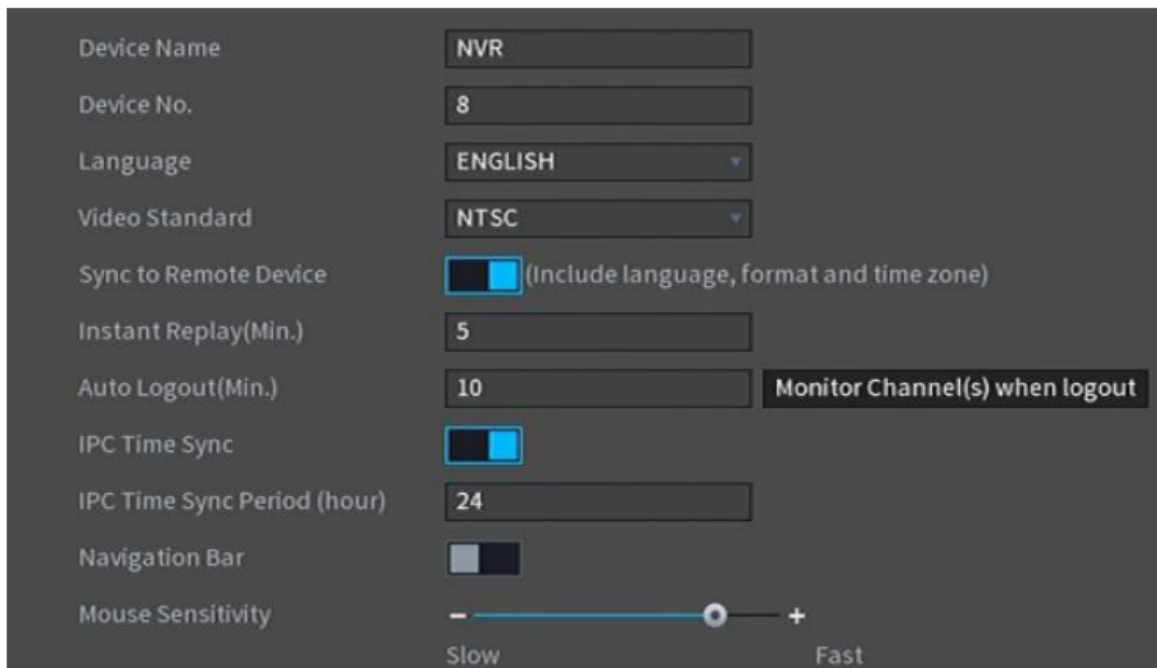 Device Name NVR
Device No. 8
Language ENGLISH
Video Standard NTSC
Sync to Remote Device (Include language, format and time zone)
Instant Replay(Min.) 5
Auto Logout(Min.) 10 Monitor Channel(s) when logout
IPC Time Sync
IPC Time Sync Period (hour) 24
Navigation Bar
Mouse Sensitivity - +
Slow Fast